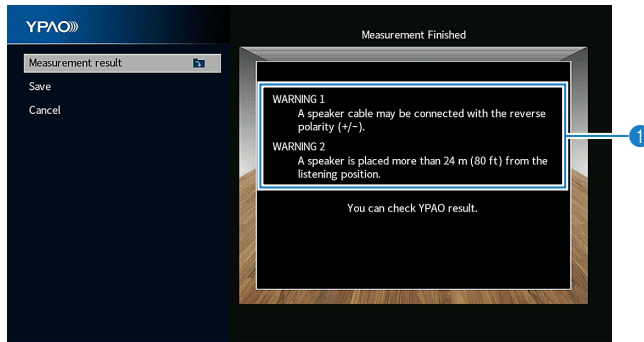 YPAO
Measurement Finished
Measurement result
Save
Cancel
WARNING 1
A speaker cable may be connected with the reverse
polarity (+/−).
WARNING 2
A speaker is placed more than 24 m (80 ft) from the
listening position.
You can check YPAO result.
1